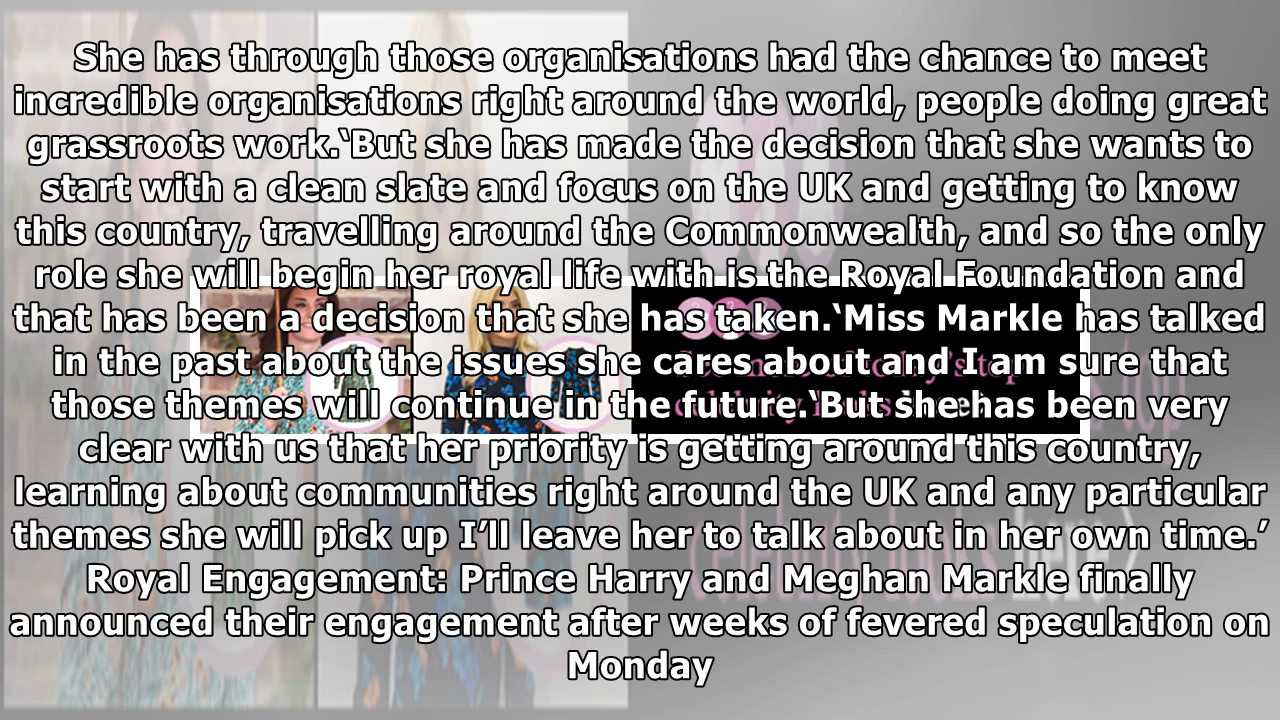 She has through those organisations had the chance to meet
incredible organisations right around the world, people doing great
grassroots work.‘But she has made the decision that she wants to
start with a clean slate and focus on the UK and getting to know
this country, travelling around the Commonwealth, and so the only
role she will begin her royal life with is the Royal Foundation and
that has been a decision that she has taken.‘Miss Markle has talked
in the past about the issues she cares about and I am sure that
those themes will continue in the future.‘But she has been very
clear with us that her priority is getting around this country,
learning about communities right around the UK and any particular
themes she will pick up I’ll leave her to talk about in her own time.’
Royal Engagement: Prince Harry and Meghan Markle finally
announced their engagement after weeks of fevered speculation on
Monday